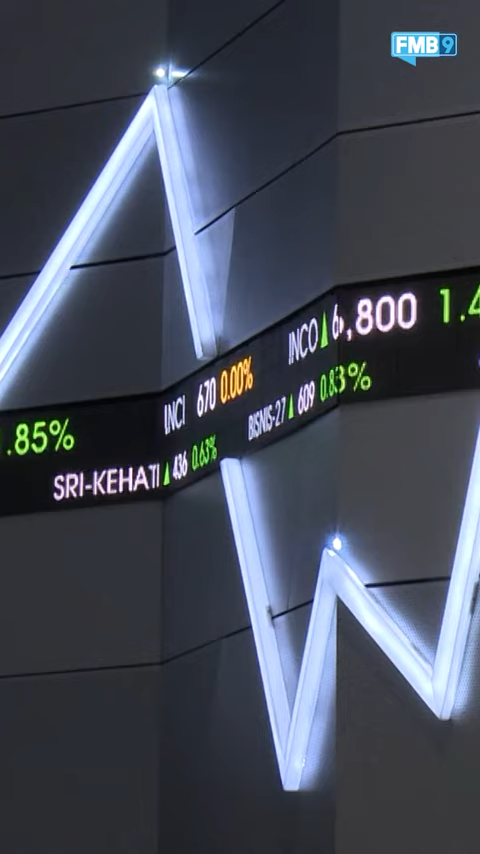 FMB9
INCI 670 0.00% INCO ▲ 6,800 1.4
.85% SRI-KEHATI ▲ 436 0.63% BISNIS-27 ▲ 609 0.83%